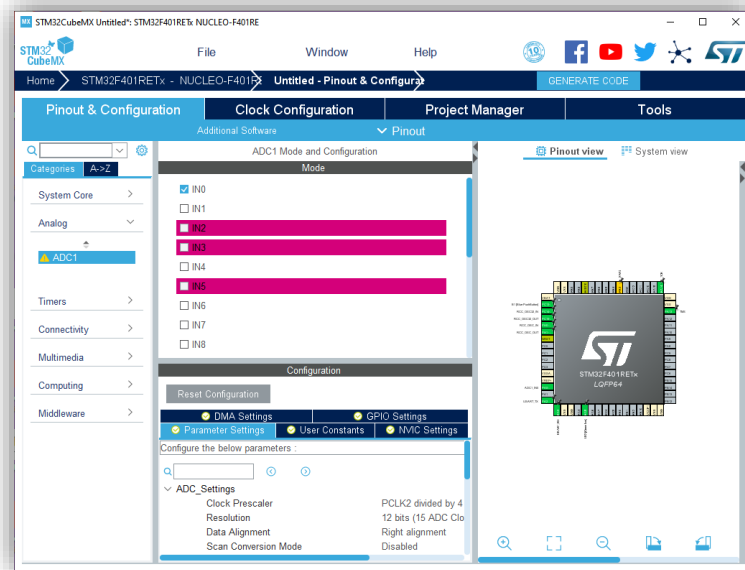 MX STM32CubeMX Untitled*: STM32F401RETx NUCLEO-F401RE
STM32 CubeMX
File Window Help
Home STM32F401RETx - NUCLEO-F401RE Untitled - Pinout & Configurat GENERATE CODE
Pinout & Configuration Clock Configuration Project Manager Tools
Additional Software Pinout
ADC1 Mode and Configuration
Pinout view System view
Categories A->Z
Mode
System Core
Analog
ADC1
Timers
Connectivity
Multimedia
Computing
Middleware
IN0
IN1
IN2
IN3
IN4
IN5
IN6
IN7
IN8
Configuration
Reset Configuration
DMA Settings GPIO Settings
Parameter Settings User Constants NVIC Settings
Configure the below parameters :
ADC_Settings
Clock Prescaler PCLK2 divided by 4
Resolution 12 bits (15 ADC Clo
Data Alignment Right alignment
Scan Conversion Mode Disabled
STM32F401RETx
LQFP64